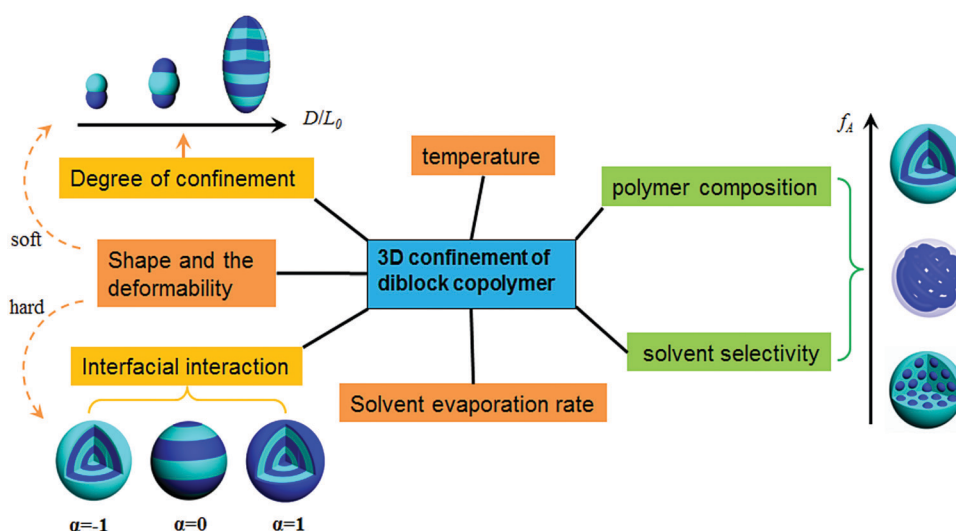 D/L0
fA
temperature
Degree of confinement
polymer composition
soft
Shape and the
deformability
3D confinement of
diblock copolymer
hard
Interfacial interaction
solvent selectivity
Solvent evaporation rate
α=-1 α=0 α=1